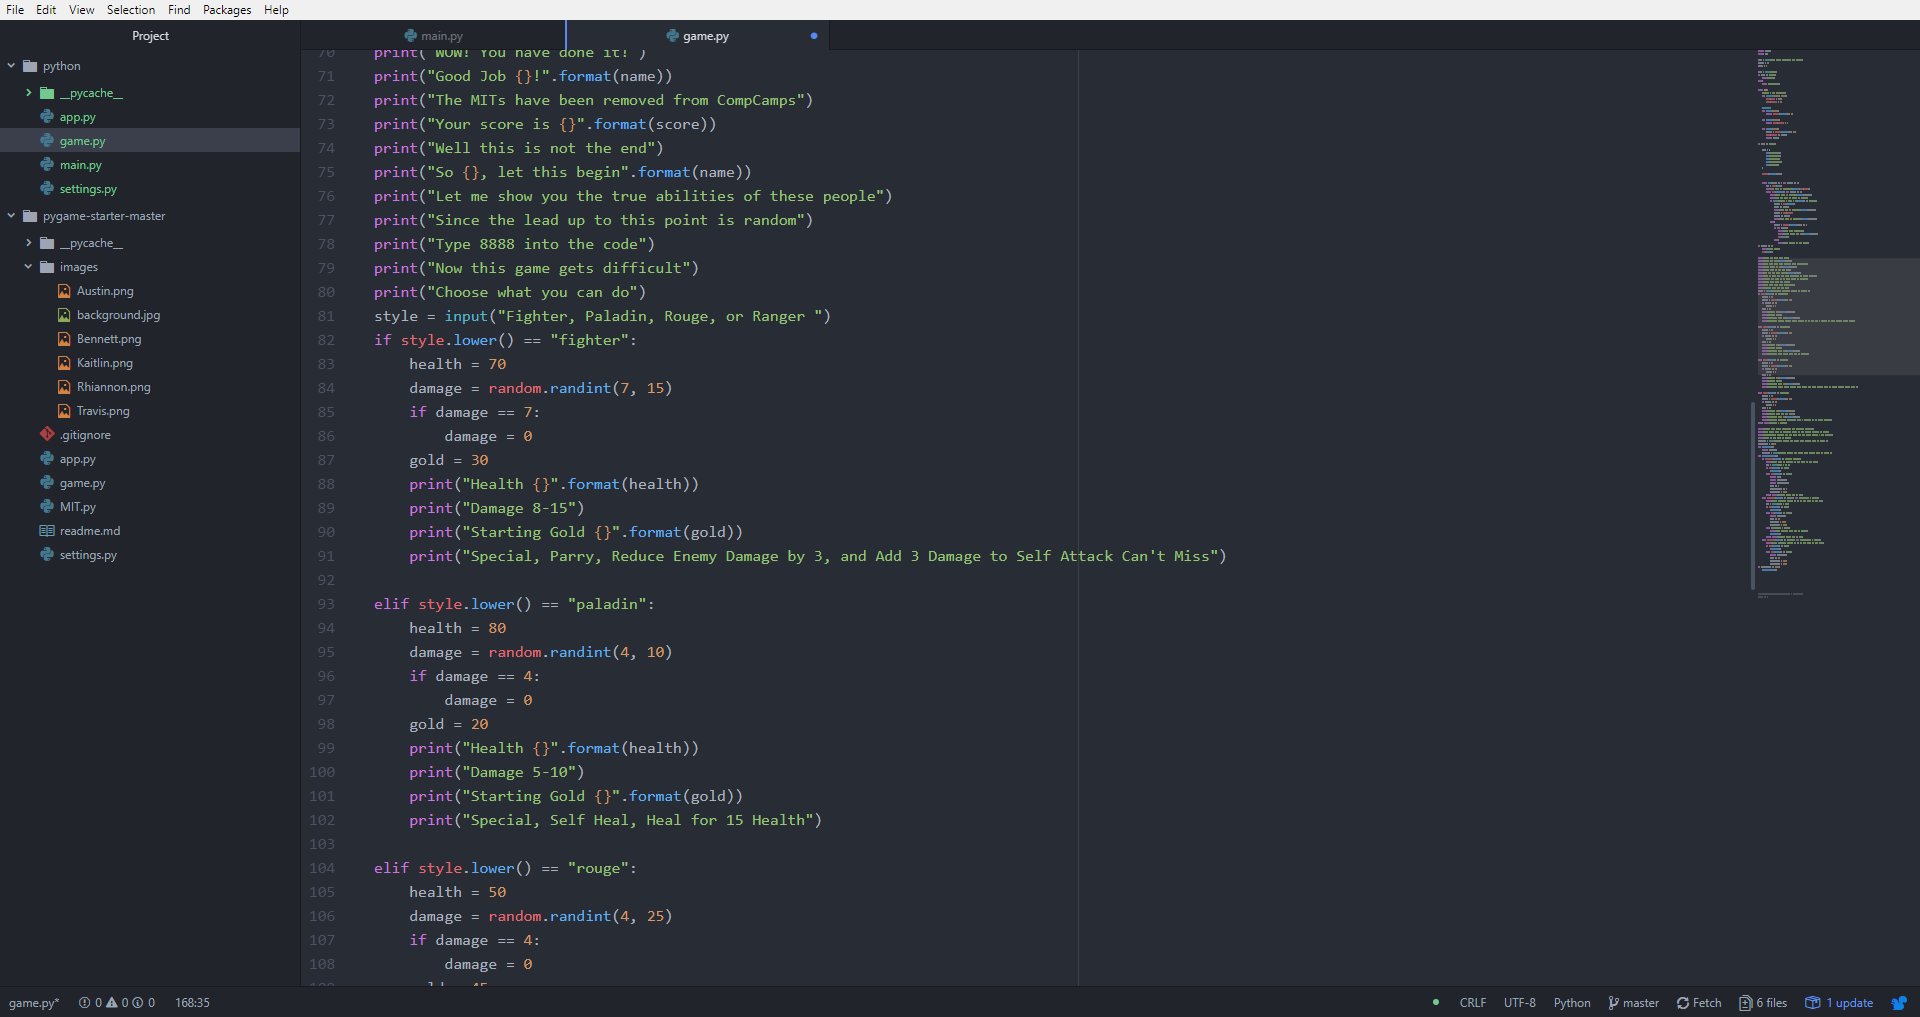 File Edit View Selection Find Packages Help
Project
main.py
game.py
python
__pycache__
app.py
game.py
main.py
settings.py
pygame-starter-master
__pycache__
images
Austin.png
background.jpg
Bennett.png
Kaitlin.png
Rhiannon.png
Travis.png
.gitignore
app.py
game.py
MIT.py
readme.md
settings.py
70 print("WOW! You have done it!")
71 print("Good Job {}!".format(name))
72 print("The MITs have been removed from CompCamps")
73 print("Your score is {}".format(score))
74 print("Well this is not the end")
75 print("So {}, let this begin".format(name))
76 print("Let me show you the true abilities of these people")
77 print("Since the lead up to this point is random")
78 print("Type 8888 into the code")
79 print("Now this game gets difficult")
80 print("Choose what you can do")
81 style = input("Fighter, Paladin, Rouge, or Ranger ")
82 if style.lower() == "fighter":
83 health = 70
84 damage = random.randint(7, 15)
85 if damage == 7:
86 damage = 0
87 gold = 30
88 print("Health {}".format(health))
89 print("Damage 8-15")
90 print("Starting Gold {}".format(gold))
91 print("Special, Parry, Reduce Enemy Damage by 3, and Add 3 Damage to Self Attack Can't Miss")
92
93 elif style.lower() == "paladin":
94 health = 80
95 damage = random.randint(4, 10)
96 if damage == 4:
97 damage = 0
98 gold = 20
99 print("Health {}".format(health))
100 print("Damage 5-10")
101 print("Starting Gold {}".format(gold))
102 print("Special, Self Heal, Heal for 15 Health")
103
104 elif style.lower() == "rouge":
105 health = 50
106 damage = random.randint(4, 25)
107 if damage == 4:
108 damage = 0
game.py* 0 0 0 168:35
CRLF UTF-8 Python master Fetch 6 files 1 update